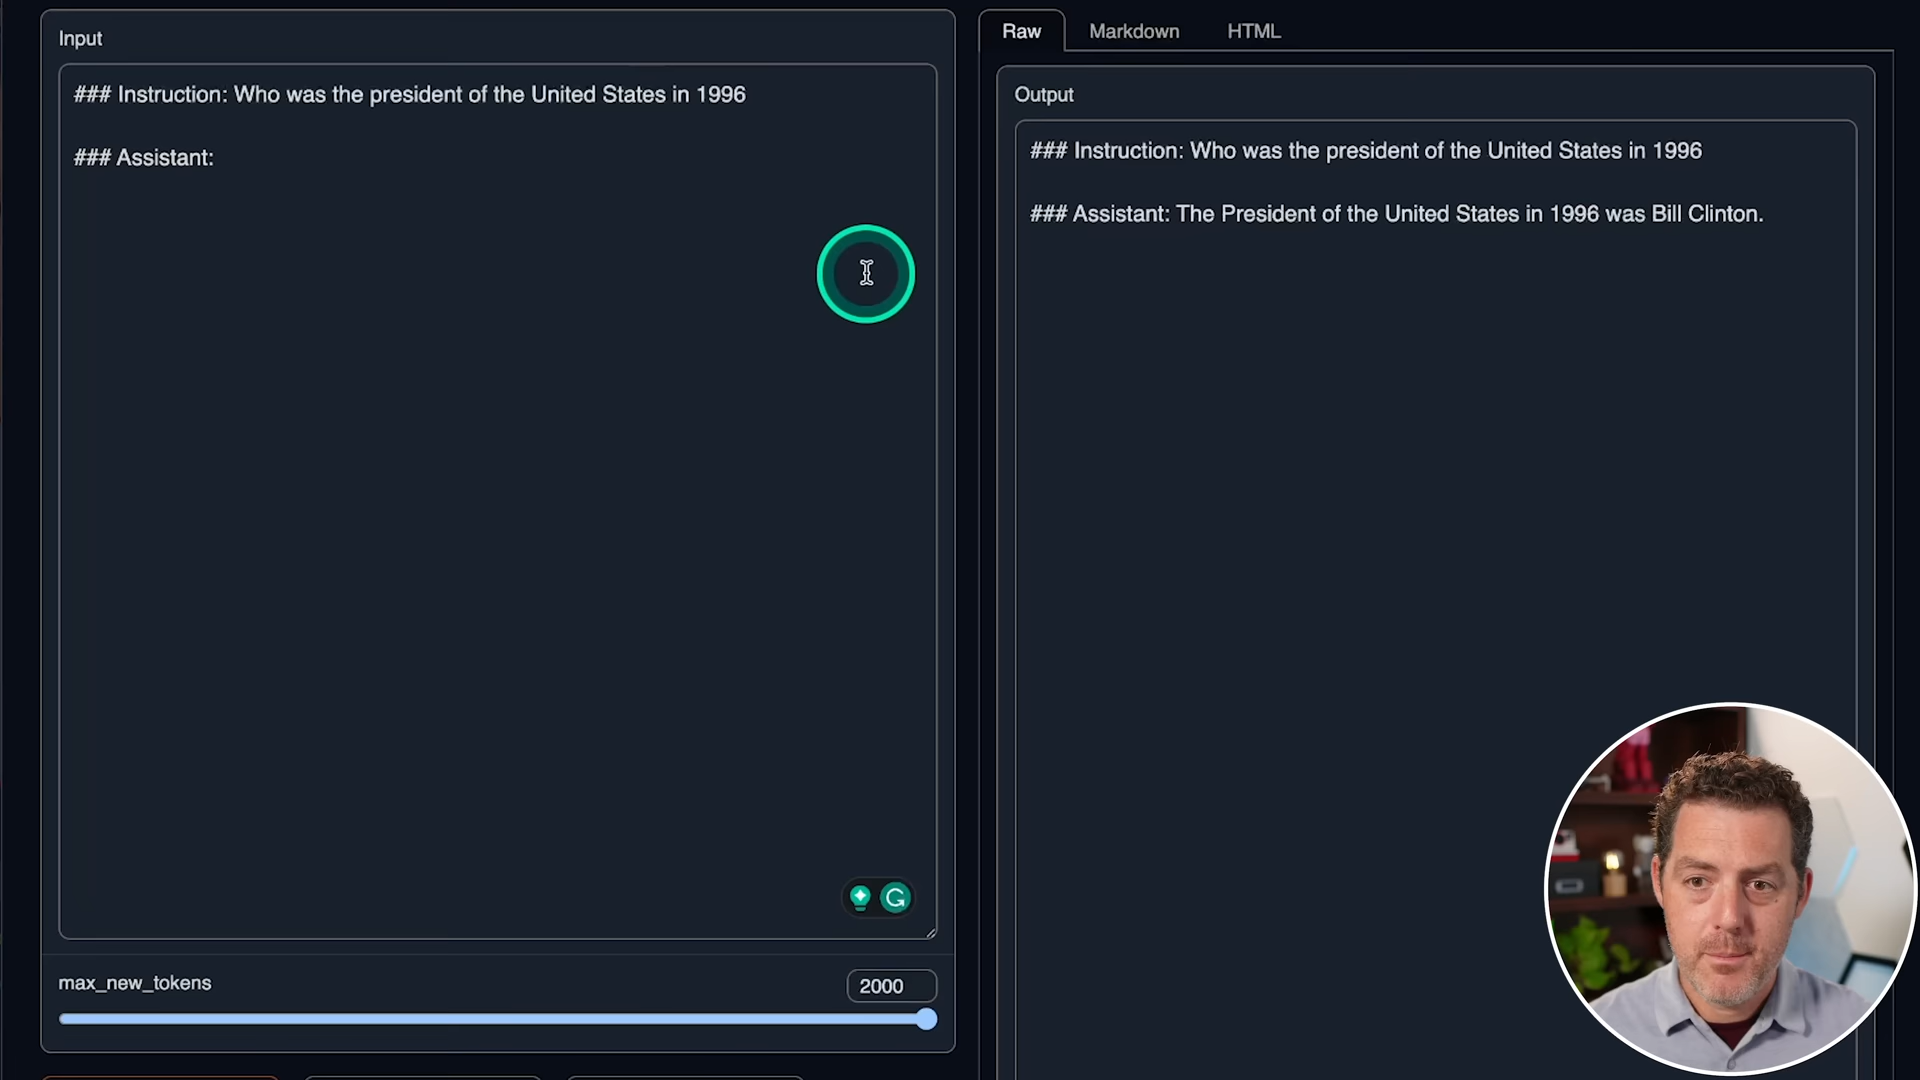 Input
### Instruction: Who was the president of the United States in 1996
### Assistant:
max_new_tokens
2000
Raw
Markdown
HTML
Output
### Instruction: Who was the president of the United States in 1996
### Assistant: The President of the United States in 1996 was Bill Clinton.